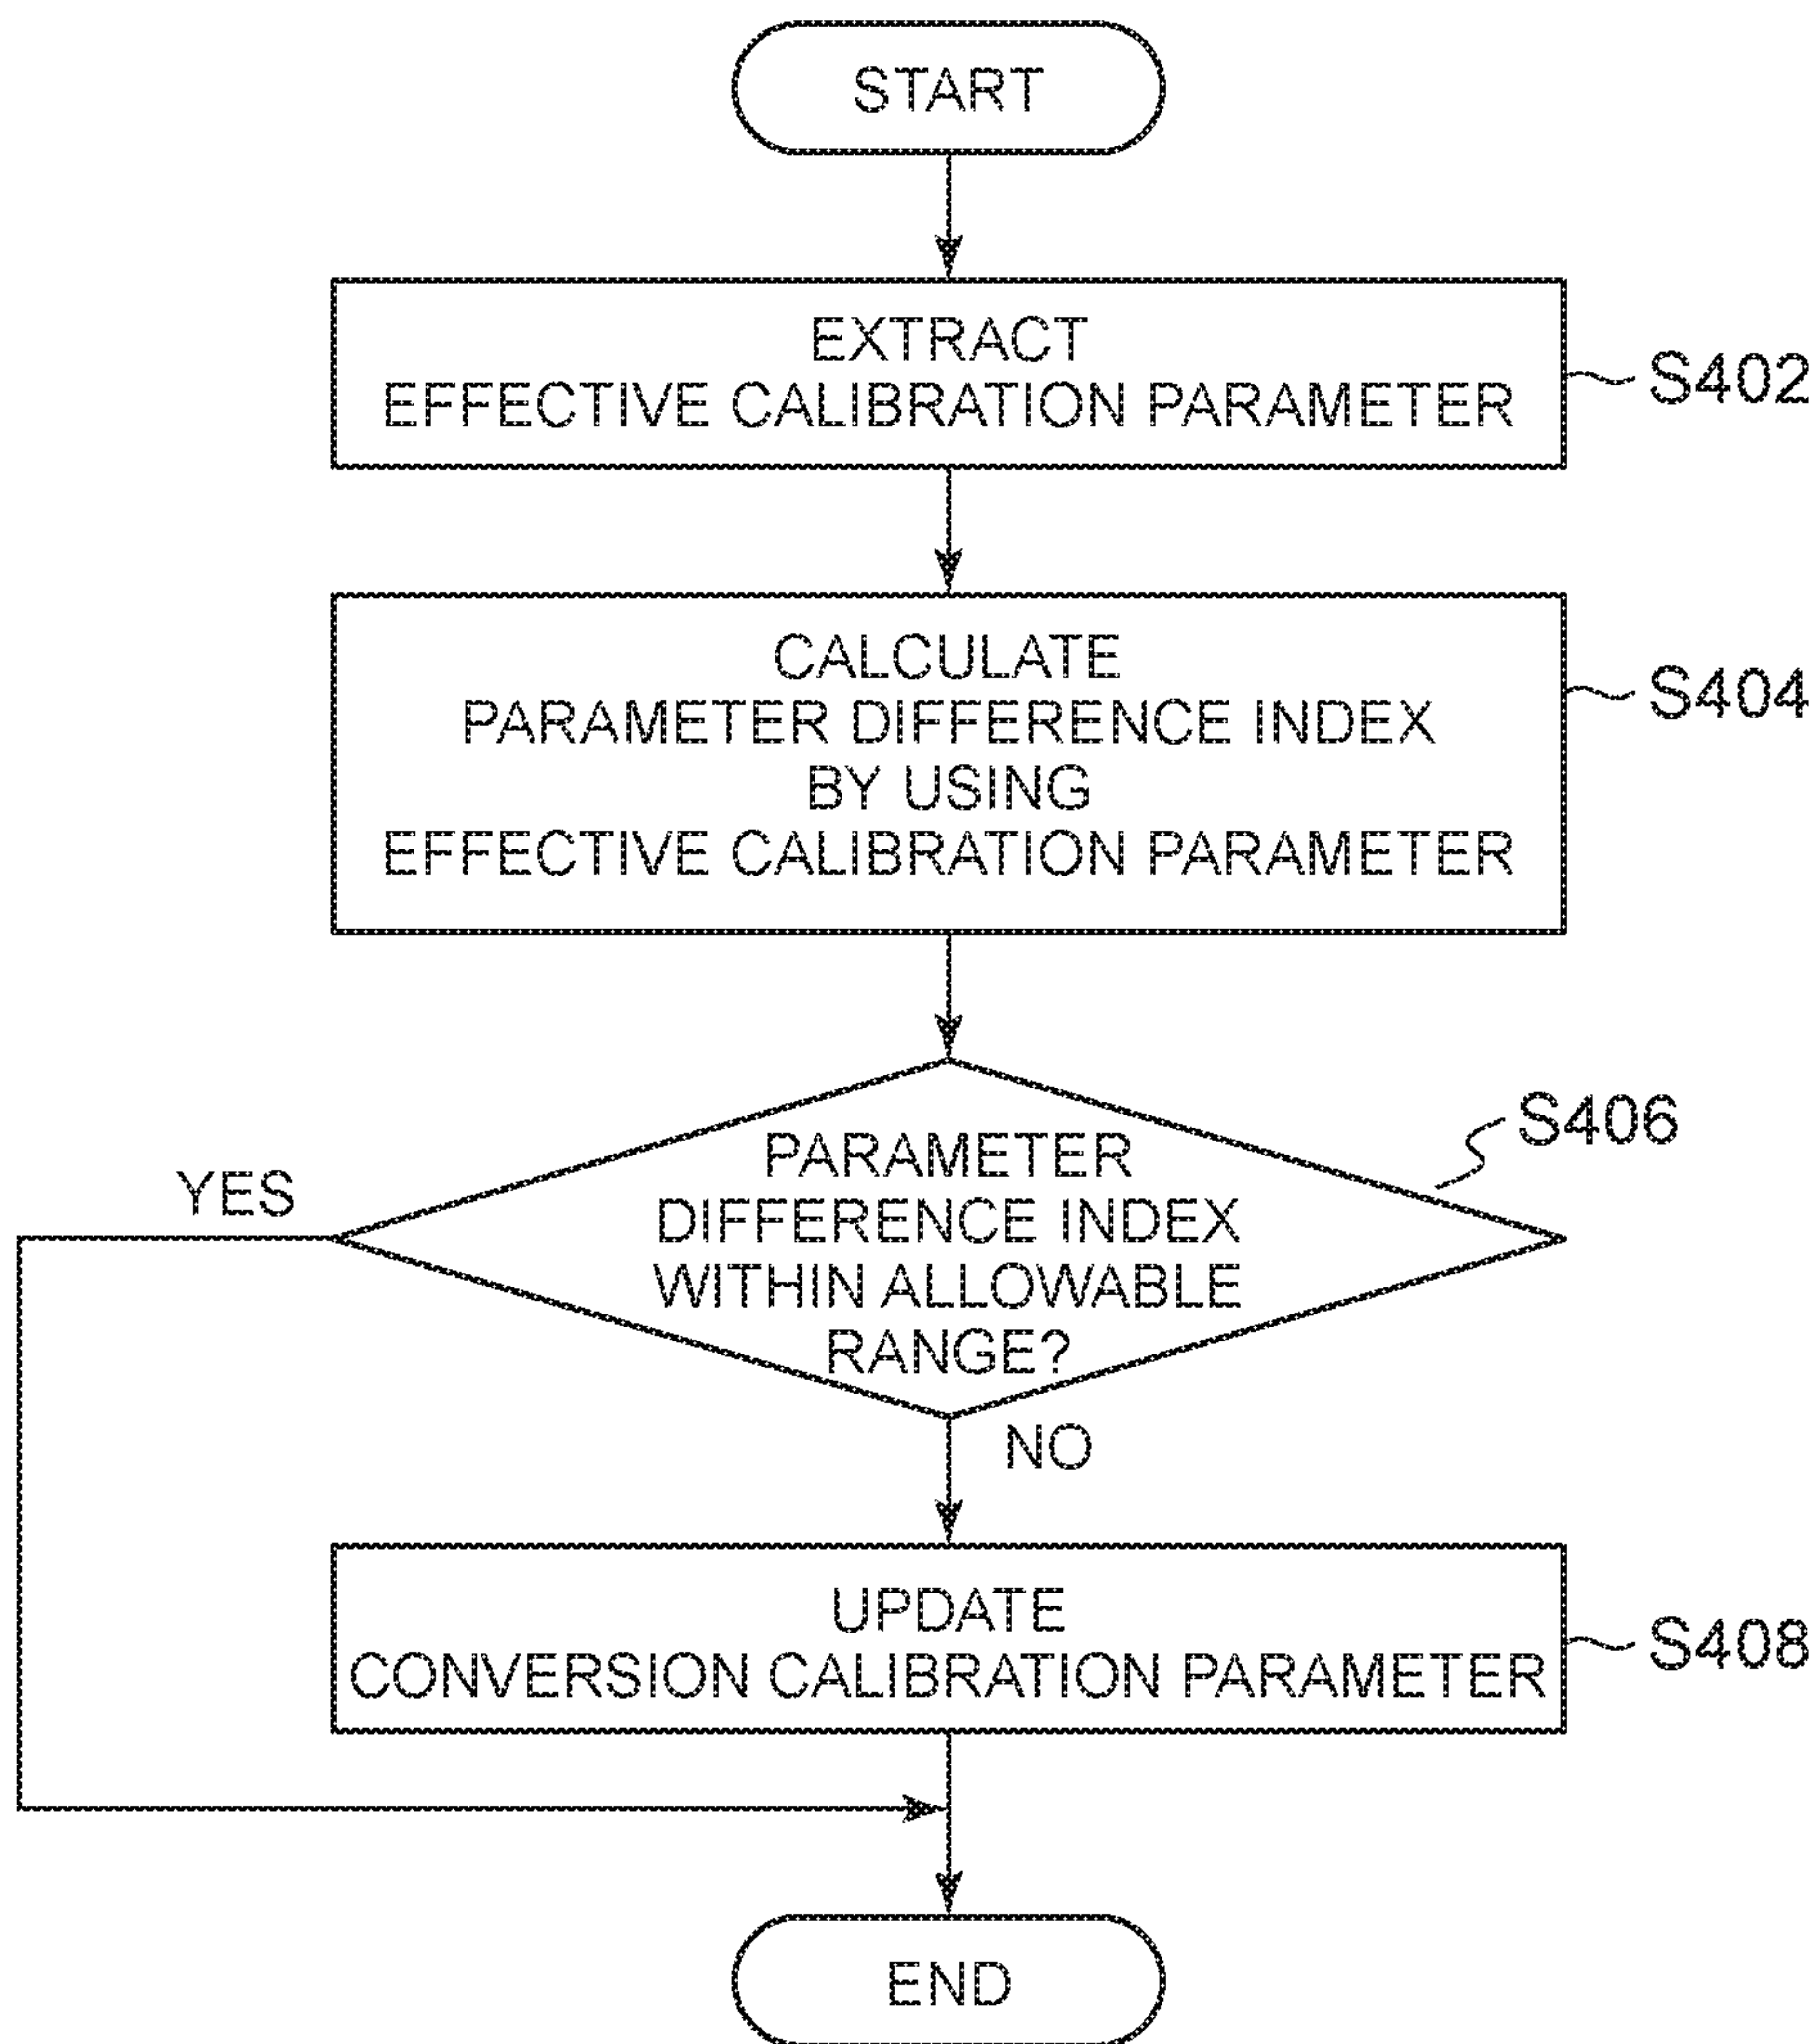 START
EXTRACT
EFFECTIVE CALIBRATION PARAMETER
S402
CALCULATE
PARAMETER DIFFERENCE INDEX
BY USING
EFFECTIVE CALIBRATION PARAMETER
S404
PARAMETER
DIFFERENCE INDEX
WITHIN ALLOWABLE
RANGE?
S406
YES
NO
UPDATE
CONVERSION CALIBRATION PARAMETER
S408
END